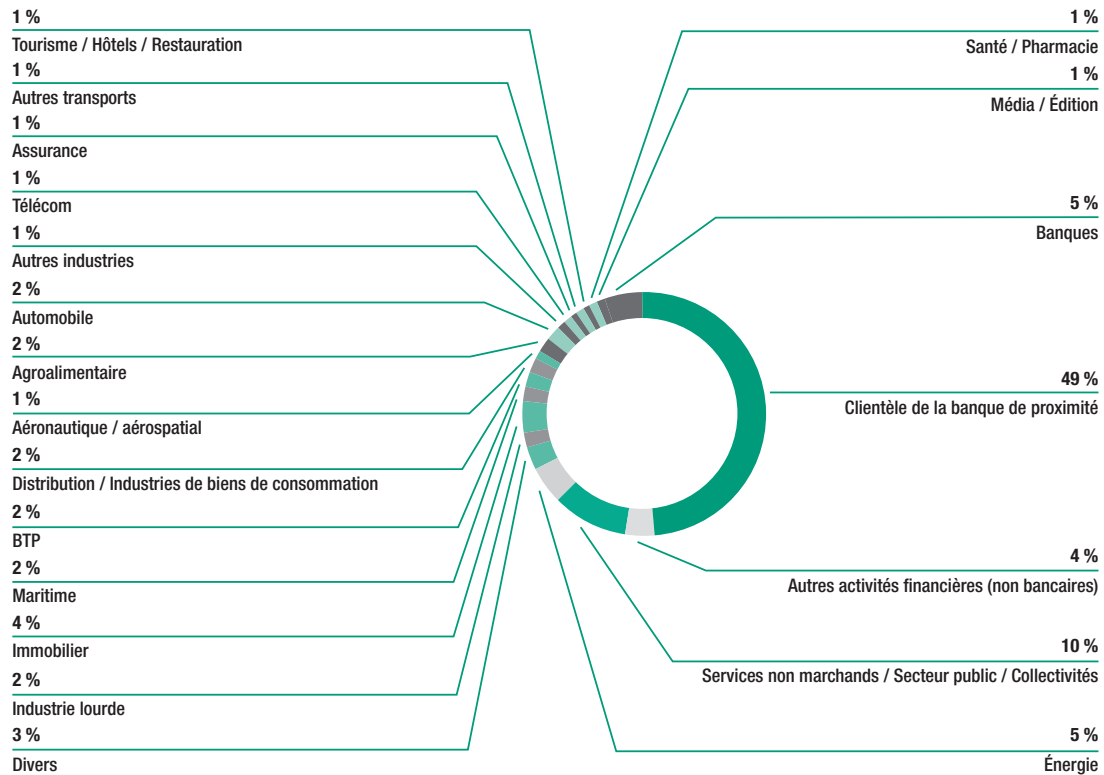 1 %
Tourisme / Hôtels / Restauration
1 %
Autres transports
1 %
Assurance
1 %
Télécom
1 %
Autres industries
2 %
Automobile
2 %
Agroalimentaire
1 %
Aéronautique / aérospatial
2 %
Distribution / Industries de biens de consommation
2 %
BTP
2 %
Maritime
4 %
Immobilier
2 %
Industrie lourde
3 %
Divers
1 %
Santé / Pharmacie
1 %
Média / Édition
5 %
Banques
49 %
Clientèle de la banque de proximité
4 %
Autres activités financières (non bancaires)
10 %
Services non marchands / Secteur public / Collectivités
5 %
Énergie